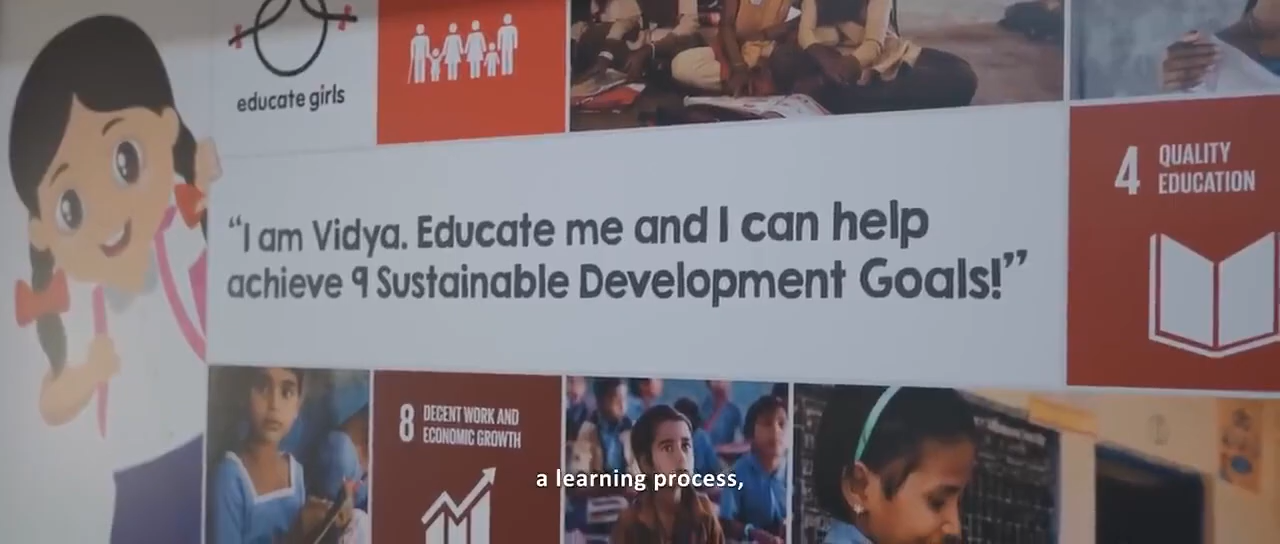 educate girls
4 QUALITY
EDUCATION
“I am Vidya. Educate me and I can help
achieve 9 Sustainable Development Goals!”
8 DECENT WORK AND
ECONOMIC GROWTH
a learning process,